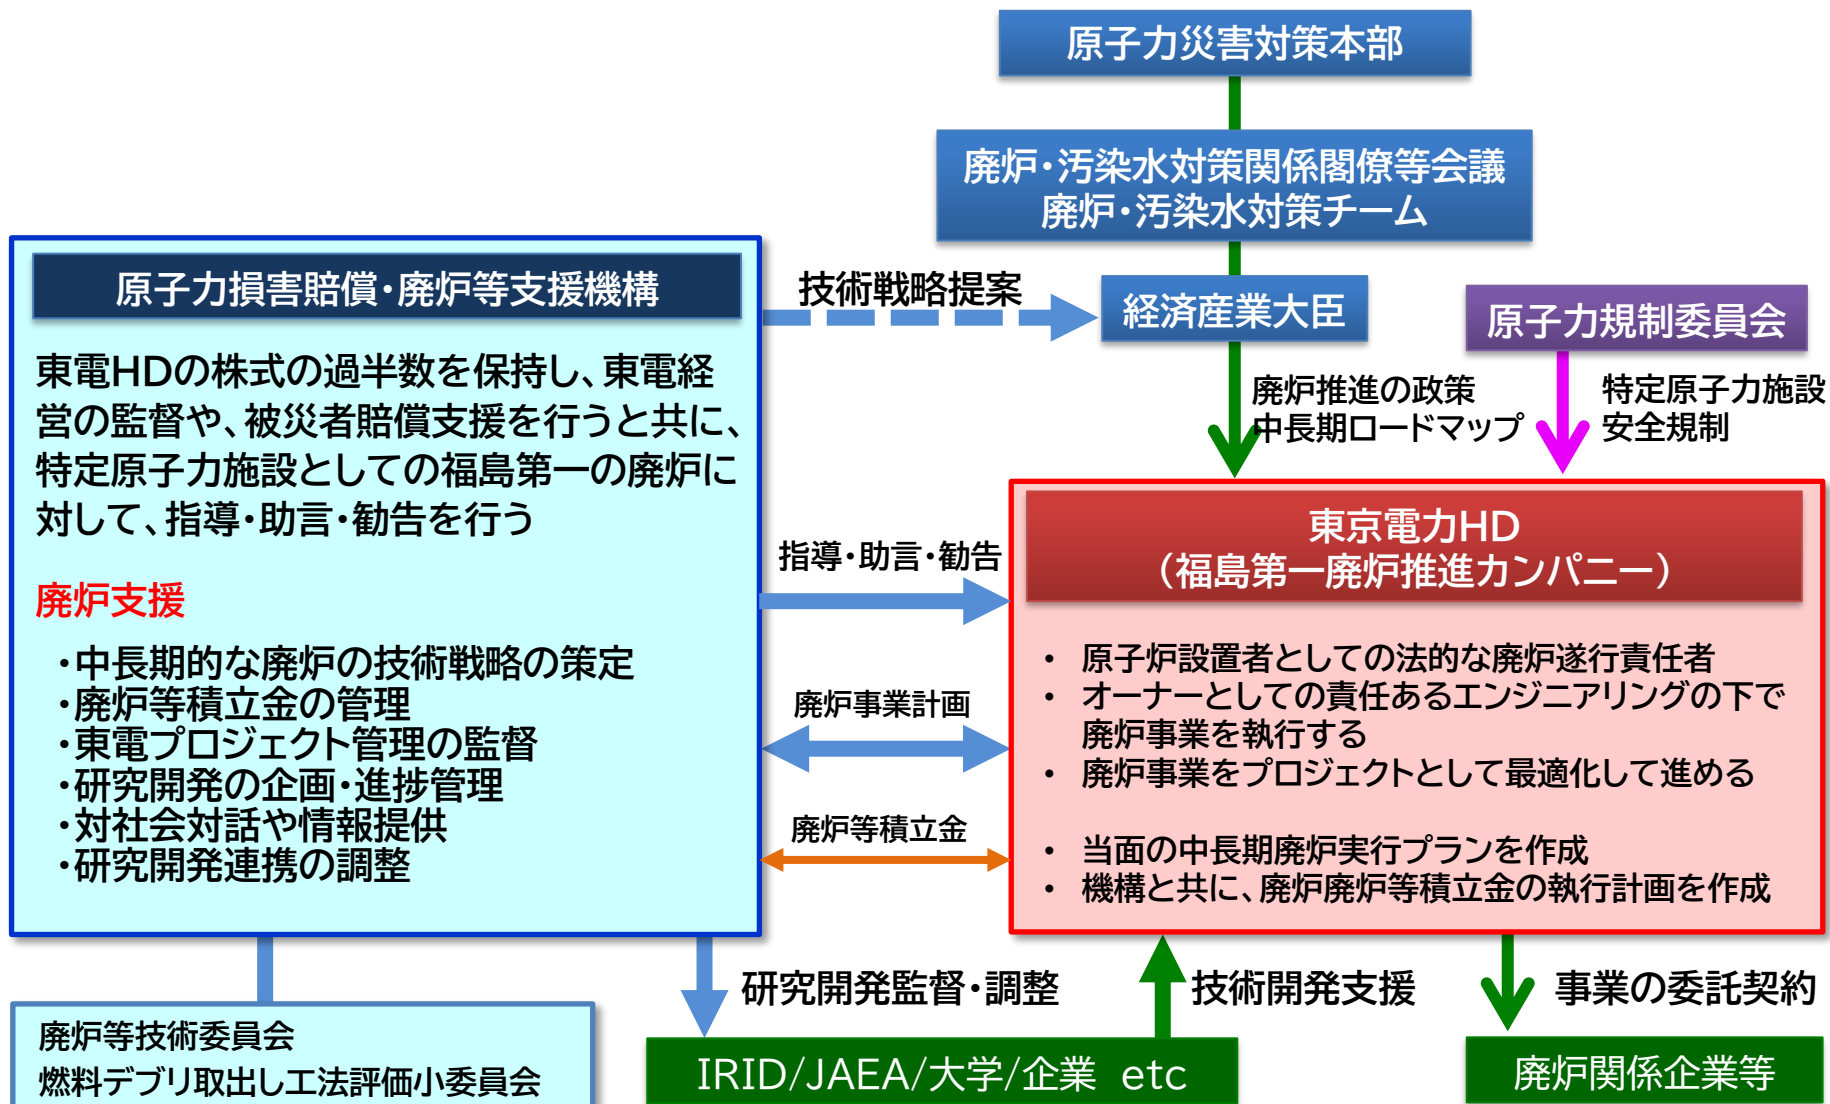 原子力災害対策本部
廃炉・汚染水対策関係閣僚等会議
廃炉・汚染水対策チーム
原子力損害賠償・廃炉等支援機構
技術戦略提案
経済産業大臣
原子力規制委員会
東電HDの株式の過半数を保持し、東電経
営の監督や、被災者賠償支援を行うと共に、
特定原子力施設としての福島第一の廃炉に
対して、指導・助言・勧告を行う
廃炉推進の政策
中長期ロードマップ
特定原子力施設
安全規制
廃炉支援
・中長期的な廃炉の技術戦略の策定
・廃炉等積立金の管理
・東電プロジェクト管理の監督
・研究開発の企画・進捗管理
・対社会対話や情報提供
・研究開発連携の調整
指導・助言・勧告
廃炉事業計画
廃炉等積立金
東京電力HD
（福島第一廃炉推進カンパニー）
・ 原子炉設置者としての法的な廃炉遂行責任者
・ オーナーとしての責任あるエンジニアリングの下で
廃炉事業を執行する
・ 廃炉事業をプロジェクトとして最適化して進める
・ 当面の中長期廃炉実行プランを作成
・ 機構と共に、廃炉廃炉等積立金の執行計画を作成
研究開発監督・調整
技術開発支援
事業の委託契約
廃炉等技術委員会
燃料デブリ取出し工法評価小委員会
IRID/JAEA/大学/企業 etc
廃炉関係企業等